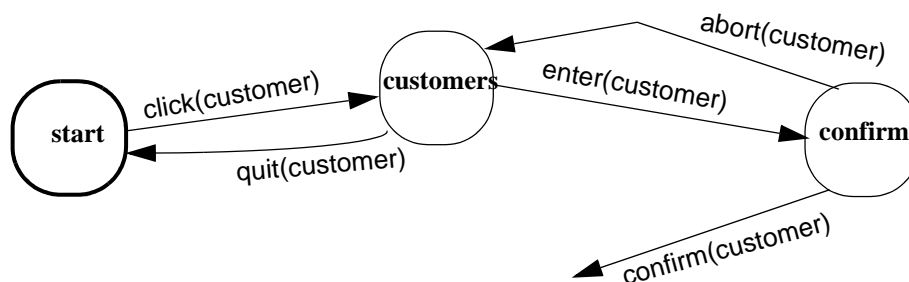 abort(customer)
customers
enter(customer)
click(customer)
start
confirm
quit(customer)
confirm(customer)